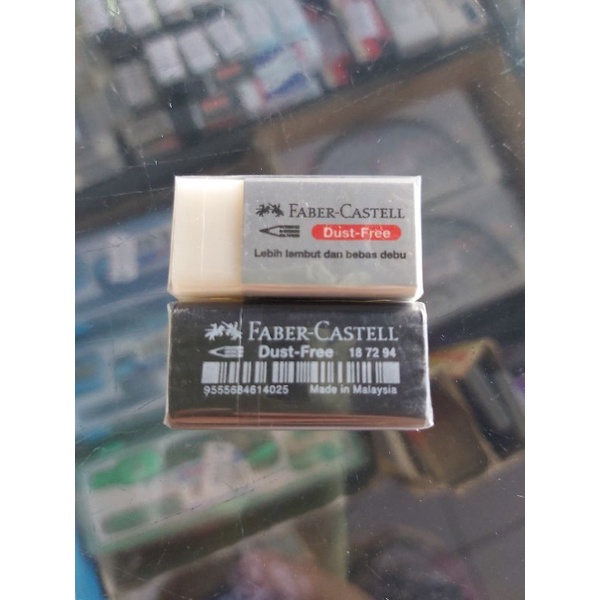 FABER-CASTELL
Dust-Free
Lebih lembut dan bebas debu
FABER-CASTELL
Dust-Free 18 72 94
9555684614025 Made in Malaysia